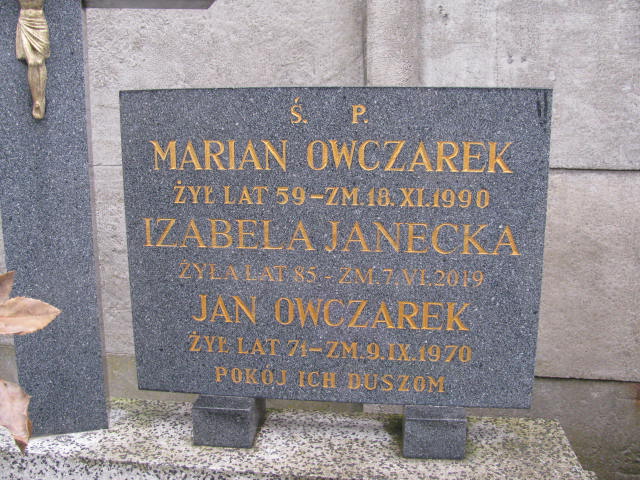 Ś. P.
MARIAN OWCZAREK
ŻYŁ LAT 59 - ZM. 18. XI. 1990
IZABELA JANECKA
ŻYŁA LAT 85 - ZM. 7. VI. 2019
JAN OWCZAREK
ŻYŁ LAT 71 - ZM. 9. IX. 1970
POKÓJ ICH DUSZOM